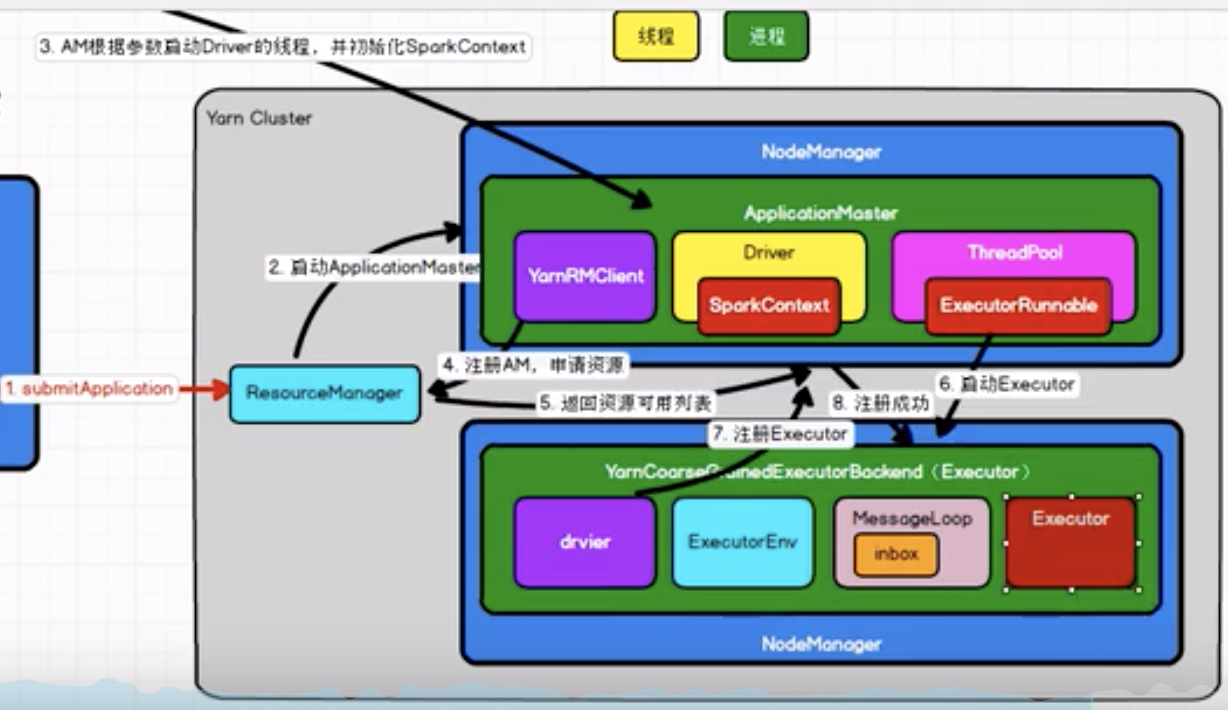 3. AM根据参数启动Driver的线程，并初始化SparkContext
线程
进程
Yarn Cluster
NodeManager
ApplicationMaster
YarnRMClient
Driver
SparkContext
ThreadPool
ExecutorRunnable
2. 启动ApplicationMaster
1. submitApplication
ResourceManager
4. 注册AM，申请资源
5. 返回资源可用列表
6. 启动Executor
8. 注册成功
7. 注册Executor
YarnCoarseGrainedExecutorBackend（Executor）
drvier
ExecutorEnv
MessageLoop
inbox
Executor
NodeManager